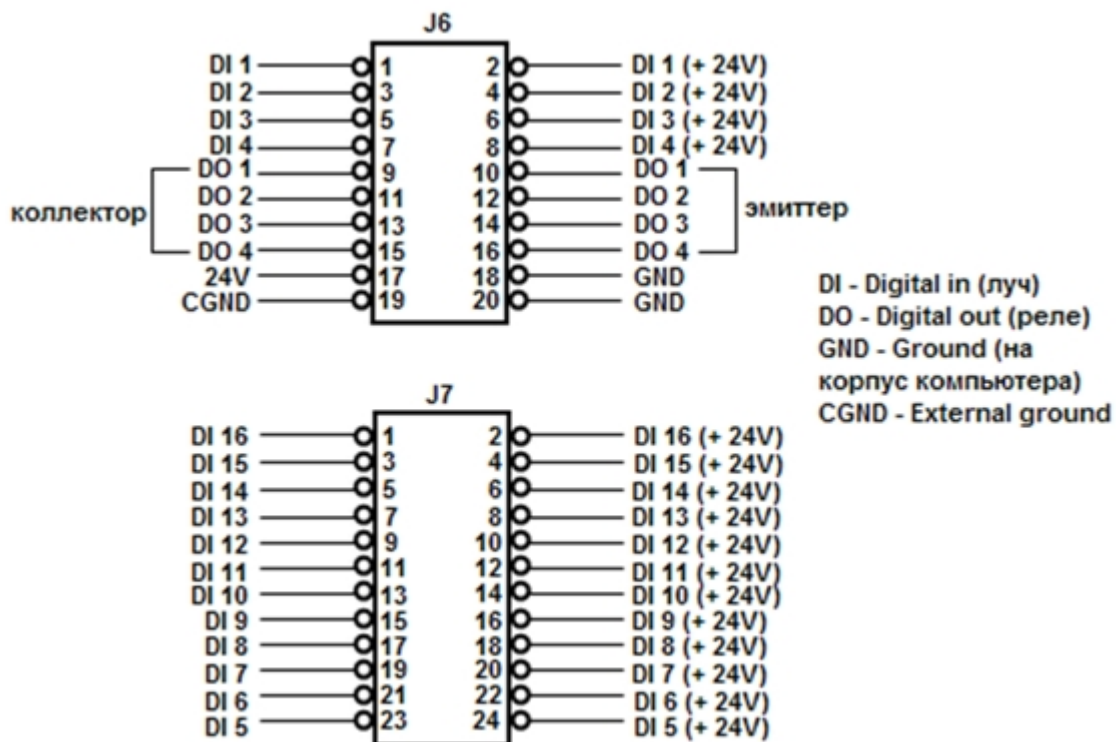 J6
DI 1 1 2 DI 1 (+ 24V)
DI 2 3 4 DI 2 (+ 24V)
DI 3 5 6 DI 3 (+ 24V)
DI 4 7 8 DI 4 (+ 24V)
DO 1 9 10 DO 1
DO 2 11 12 DO 2
коллектор
эмиттер
DO 3 13 14 DO 3
DO 4 15 16 DO 4
24V 17 18 GND
CGND 19 20 GND
DI - Digital in (луч)
DO - Digital out (реле)
GND - Ground (на
корпус компьютера)
CGND - External ground
J7
DI 16 1 2 DI 16 (+ 24V)
DI 15 3 4 DI 15 (+ 24V)
DI 14 5 6 DI 14 (+ 24V)
DI 13 7 8 DI 13 (+ 24V)
DI 12 9 10 DI 12 (+ 24V)
DI 11 11 12 DI 11 (+ 24V)
DI 10 13 14 DI 10 (+ 24V)
DI 9 15 16 DI 9 (+ 24V)
DI 8 17 18 DI 8 (+ 24V)
DI 7 19 20 DI 7 (+ 24V)
DI 6 21 22 DI 6 (+ 24V)
DI 5 23 24 DI 5 (+ 24V)